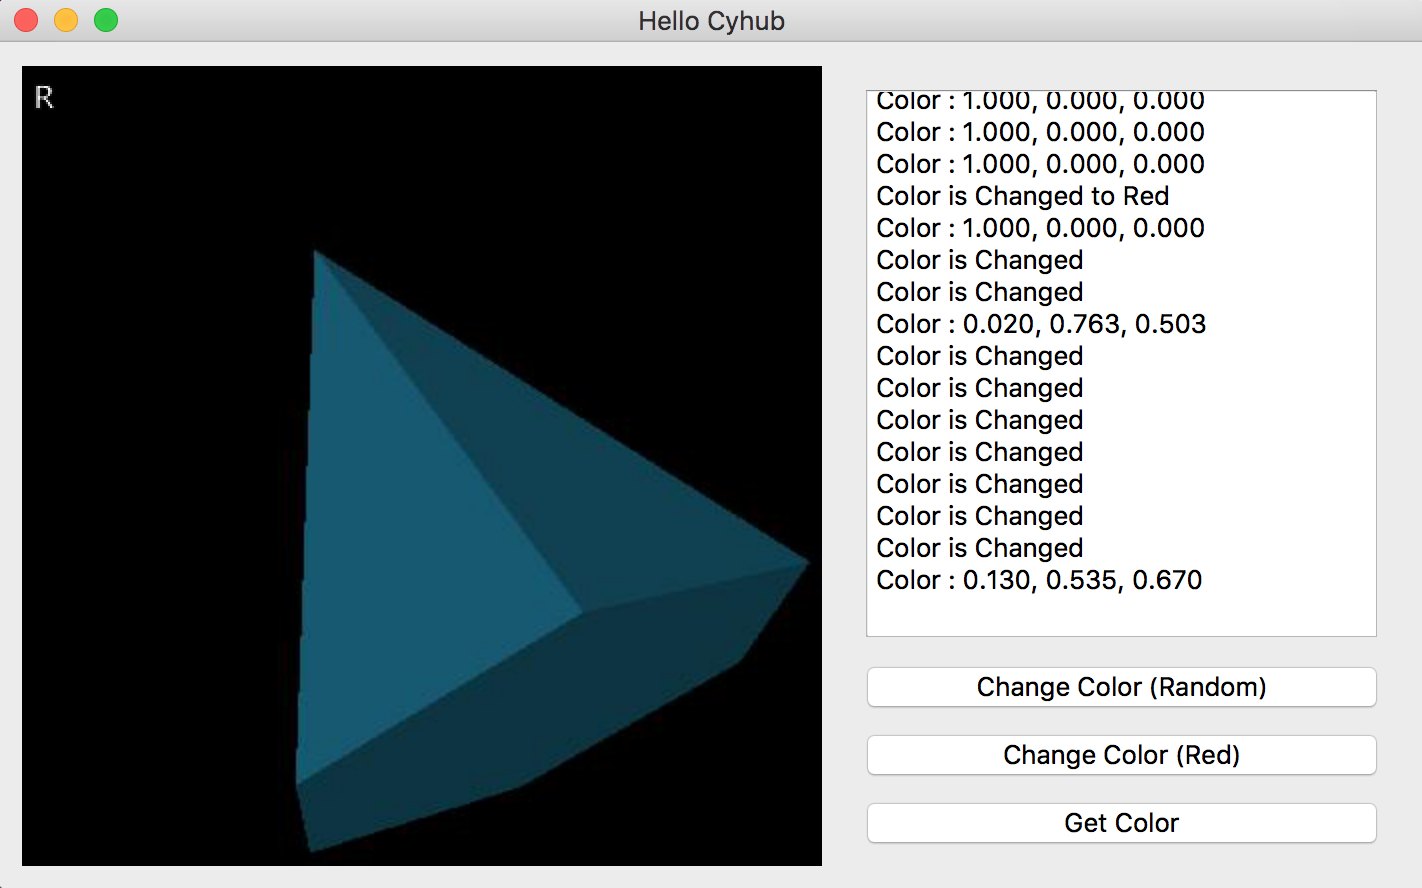 Hello Cyhub
R
Color : 1.000, 0.000, 0.000
Color : 1.000, 0.000, 0.000
Color : 1.000, 0.000, 0.000
Color is Changed to Red
Color : 1.000, 0.000, 0.000
Color is Changed
Color is Changed
Color : 0.020, 0.763, 0.503
Color is Changed
Color is Changed
Color is Changed
Color is Changed
Color is Changed
Color is Changed
Color is Changed
Color : 0.130, 0.535, 0.670
Change Color (Random)
Change Color (Red)
Get Color